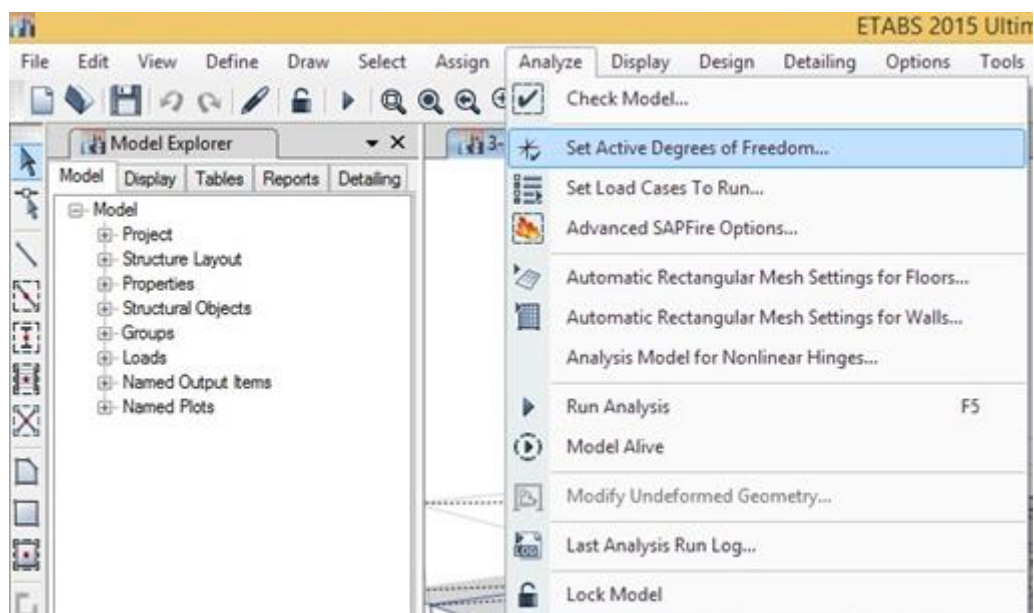 ETABS 2015 Ultim
File Edit View Define Draw Select Assign Analyze Display Design Detailing Options Tools
Model Explorer
3-
Model Display Tables Reports Detailing
Model
Project
Structure Layout
Properties
Structural Objects
Groups
Loads
Named Output Items
Named Plots
Check Model...
Set Active Degrees of Freedom...
Set Load Cases To Run...
Advanced SAPFire Options...
Automatic Rectangular Mesh Settings for Floors...
Automatic Rectangular Mesh Settings for Walls...
Analysis Model for Nonlinear Hinges...
Run Analysis F5
Model Alive
Modify Undeformed Geometry...
LOG Last Analysis Run Log...
Lock Model